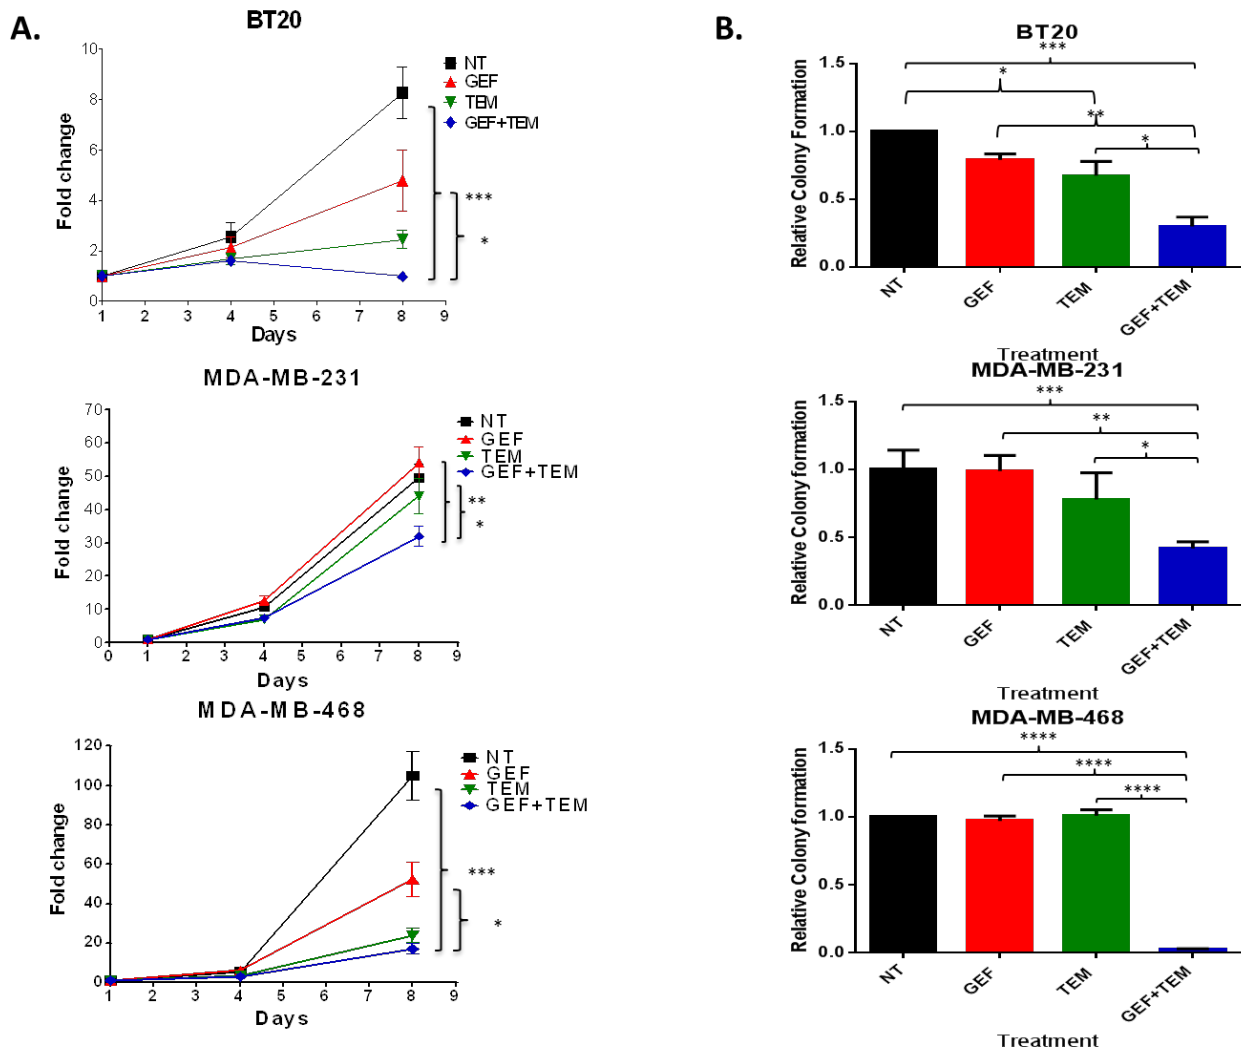 A.
BT20
10
8
6
4
2
0
Fold change
1 2 3 4 5 6 7 8 9
Days
NT
GEF
TEM
GEF+TEM
***
*
MDA-MB-231
70
60
50
40
30
20
10
0
Fold change
0 1 2 3 4 5 6 7 8 9
Days
NT
GEF
TEM
GEF+TEM
**
*
MDA-MB-468
120
100
80
60
40
20
0
Fold change
1 2 3 4 5 6 7 8 9
Days
NT
GEF
TEM
GEF+TEM
***
*
B.
BT20
***
*
**
*
1.5
1.0
0.5
0.0
Relative Colony Formation
NT GEF TEM GEF+TEM
Treatment
MDA-MB-231
***
**
*
1.5
1.0
0.5
0.0
Relative Colony formation
NT GEF TEM GEF+TEM
Treatment
MDA-MB-468
****
****
****
1.5
1.0
0.5
0.0
Relative Colony formation
NT GEF TEM GEF+TEM
Treatment